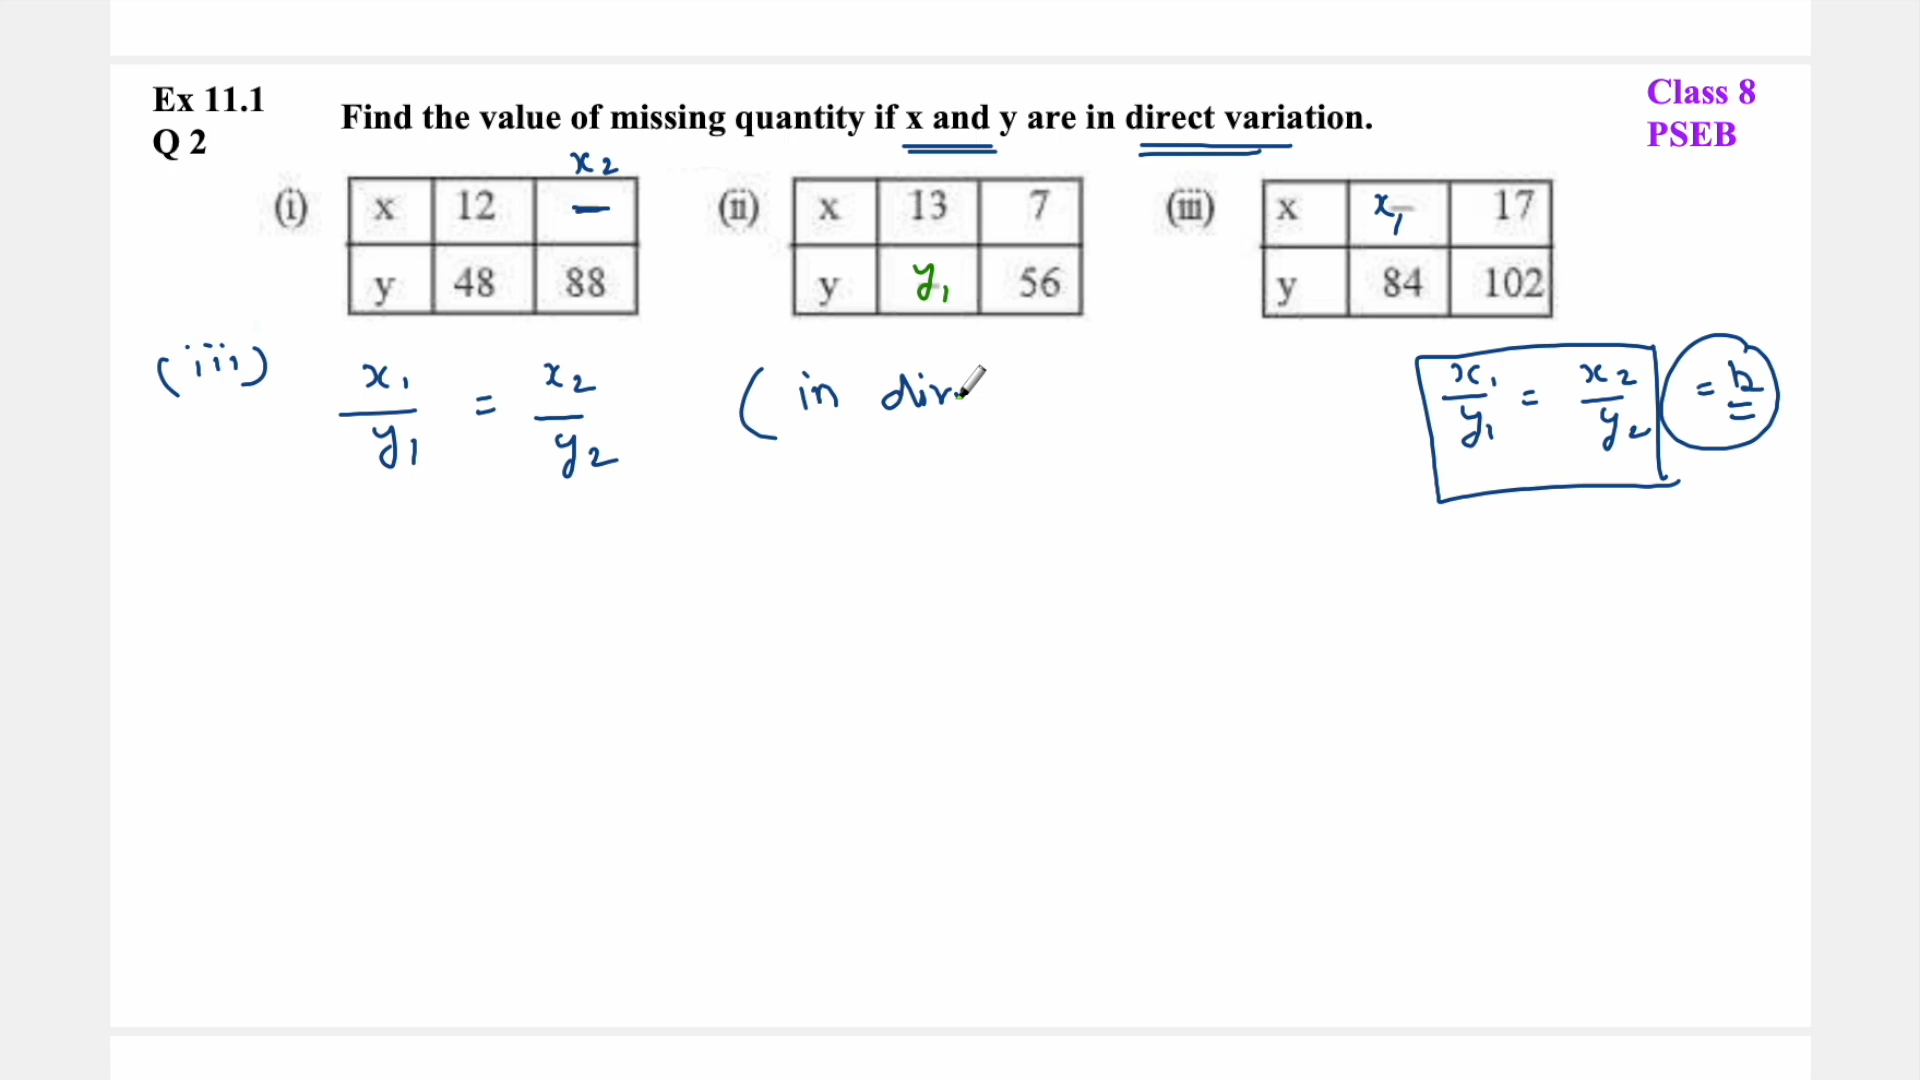 Ex 11.1
Q 2
Find the value of missing quantity if x and y are in direct variation.
Class 8
PSEB
x2
(i) x 12 —
y 48 88
(ii) x 13 7
y y1 56
(iii) x x1 17
y 84 102
(iii) x1/y1 = x2/y2 (in dir
x1/y1 = x2/y2 = k